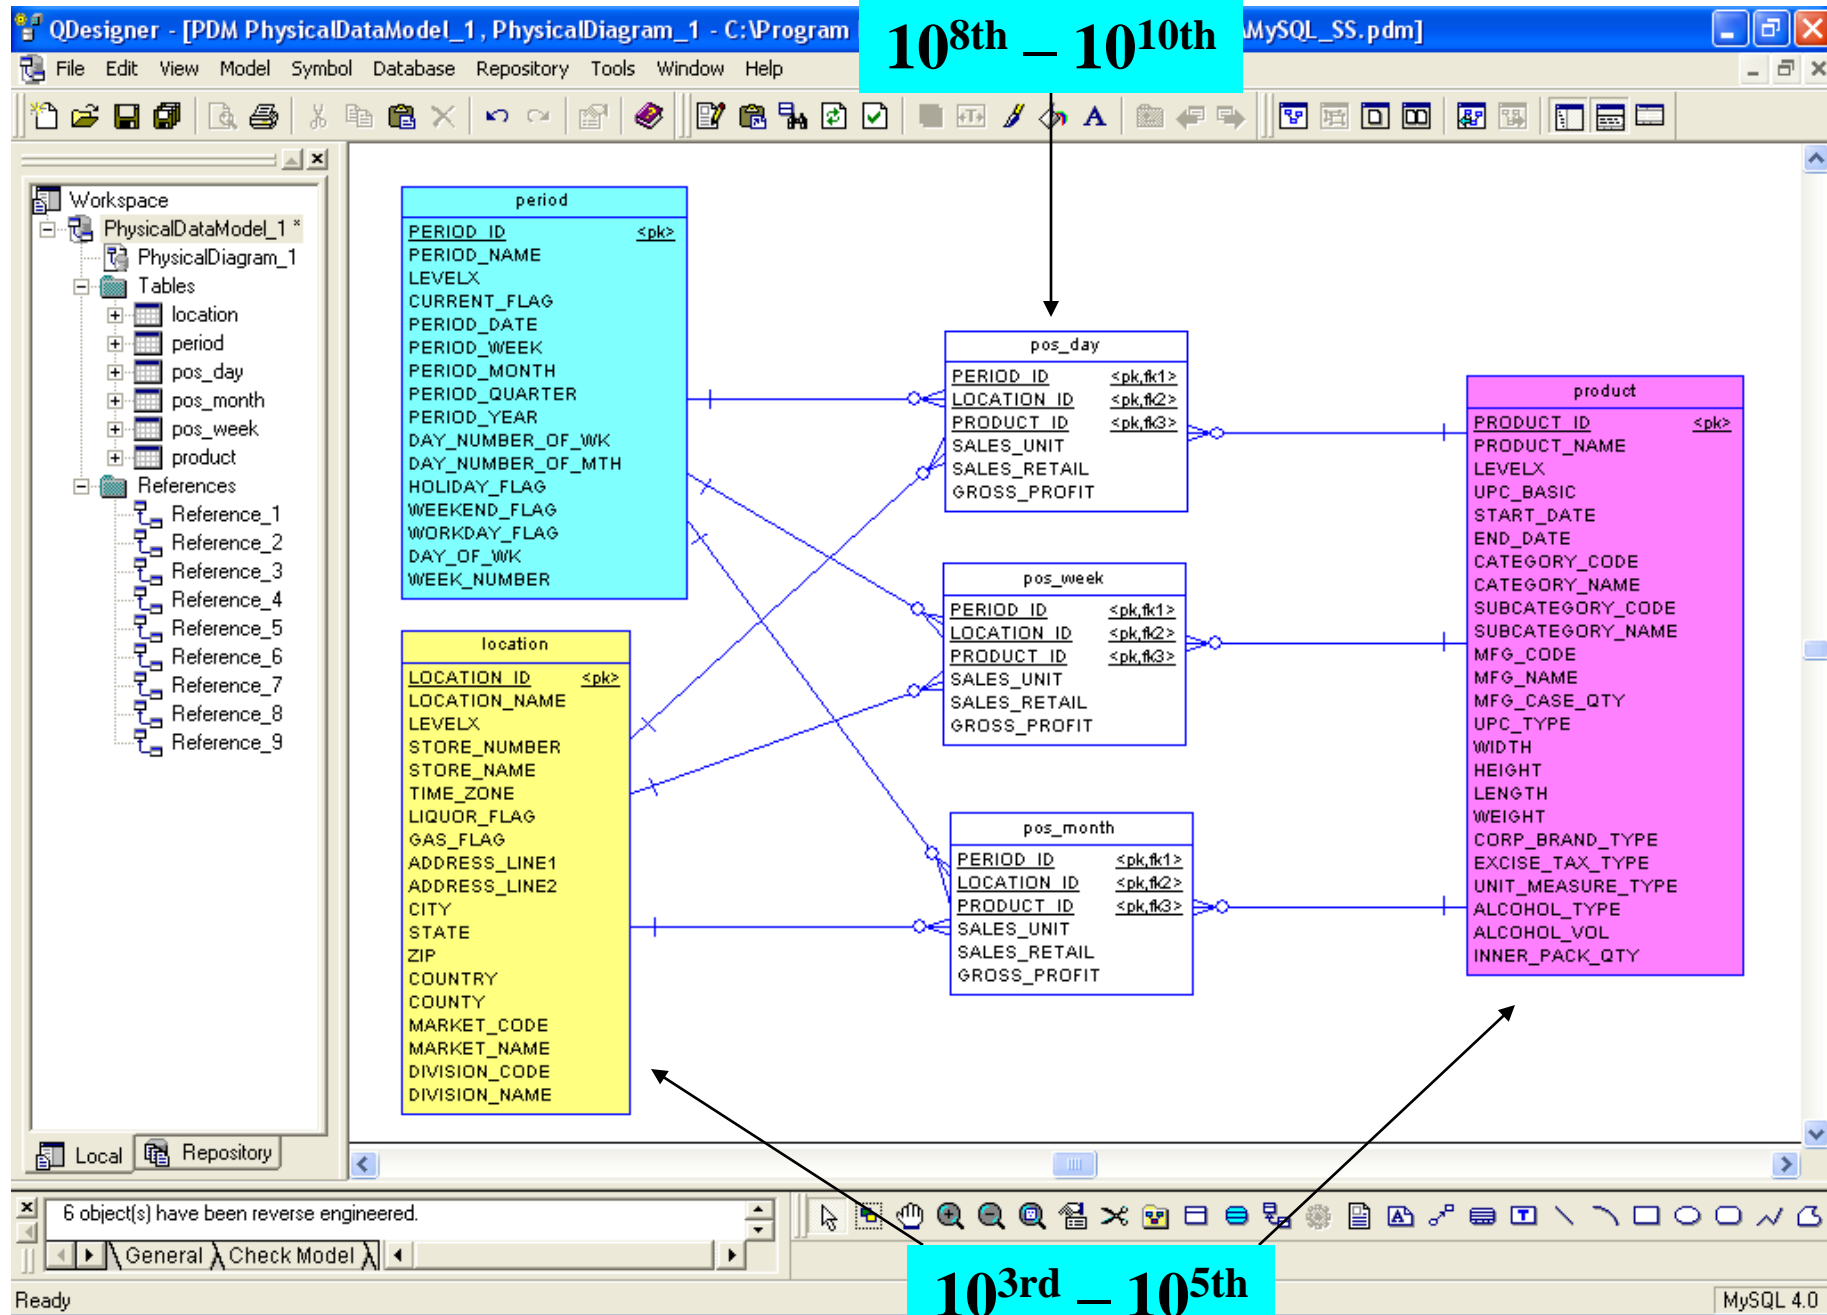 QDesigner - [PDM PhysicalDataModel_1, PhysicalDiagram_1 - C:\Program
MySQL_SS.pdm]
10^8th – 10^10th
File Edit View Model Symbol Database Repository Tools Window Help
Workspace
PhysicalDataModel_1 *
PhysicalDiagram_1
Tables
location
period
pos_day
pos_month
pos_week
product
References
Reference_1
Reference_2
Reference_3
Reference_4
Reference_5
Reference_6
Reference_7
Reference_8
Reference_9
Local Repository
period
PERIOD_ID <pk>
PERIOD_NAME
LEVELX
CURRENT_FLAG
PERIOD_DATE
PERIOD_WEEK
PERIOD_MONTH
PERIOD_QUARTER
PERIOD_YEAR
DAY_NUMBER_OF_WK
DAY_NUMBER_OF_MTH
HOLIDAY_FLAG
WEEKEND_FLAG
WORKDAY_FLAG
DAY_OF_WK
WEEK_NUMBER
location
LOCATION_ID <pk>
LOCATION_NAME
LEVELX
STORE_NUMBER
STORE_NAME
TIME_ZONE
LIQUOR_FLAG
GAS_FLAG
ADDRESS_LINE1
ADDRESS_LINE2
CITY
STATE
ZIP
COUNTRY
COUNTY
MARKET_CODE
MARKET_NAME
DIVISION_CODE
DIVISION_NAME
pos_day
PERIOD_ID <pk,fk1>
LOCATION_ID <pk,fk2>
PRODUCT_ID <pk,fk3>
SALES_UNIT
SALES_RETAIL
GROSS_PROFIT
pos_week
PERIOD_ID <pk,fk1>
LOCATION_ID <pk,fk2>
PRODUCT_ID <pk,fk3>
SALES_UNIT
SALES_RETAIL
GROSS_PROFIT
pos_month
PERIOD_ID <pk,fk1>
LOCATION_ID <pk,fk2>
PRODUCT_ID <pk,fk3>
SALES_UNIT
SALES_RETAIL
GROSS_PROFIT
product
PRODUCT_ID <pk>
PRODUCT_NAME
LEVELX
UPC_BASIC
START_DATE
END_DATE
CATEGORY_CODE
CATEGORY_NAME
SUBCATEGORY_CODE
SUBCATEGORY_NAME
MFG_CODE
MFG_NAME
MFG_CASE_QTY
UPC_TYPE
WIDTH
HEIGHT
LENGTH
WEIGHT
CORP_BRAND_TYPE
EXCISE_TAX_TYPE
UNIT_MEASURE_TYPE
ALCOHOL_TYPE
ALCOHOL_VOL
INNER_PACK_QTY
6 object(s) have been reverse engineered.
General Check Model
10^3rd – 10^5th
Ready
MySQL 4.0